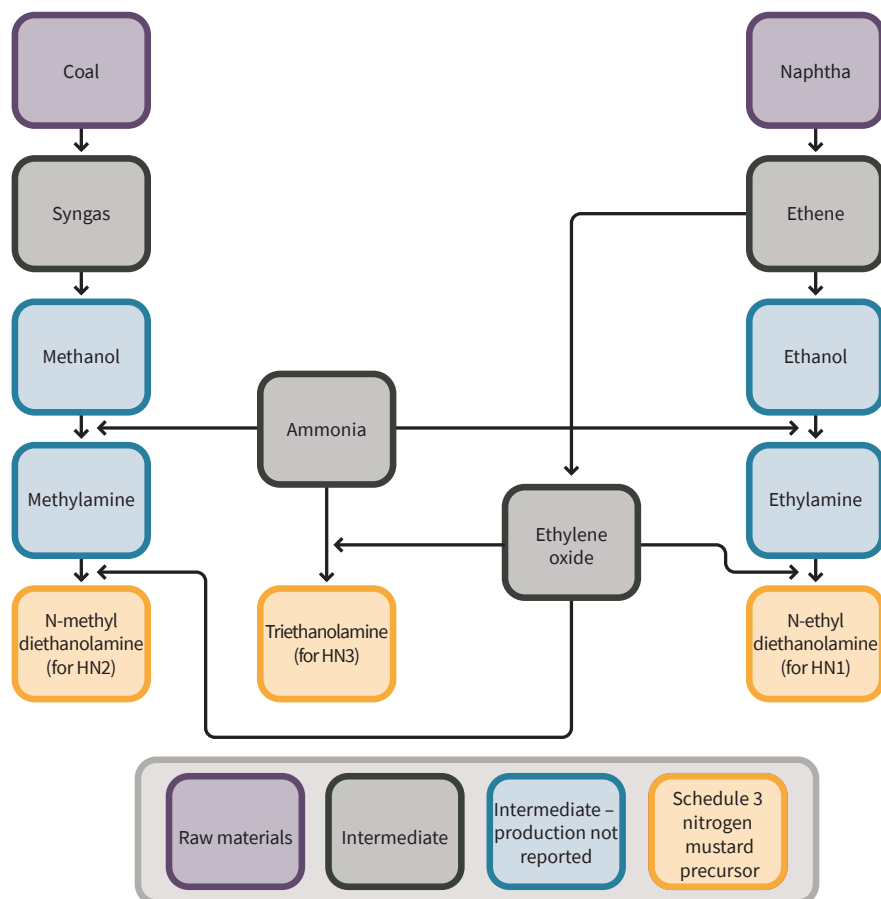 Coal
Naphtha
Syngas
Ethene
Methanol
Ethanol
Ammonia
Methylamine
Ethylamine
Ethylene
oxide
N-methyl
diethanolamine
(for HN2)
Triethanolamine
(for HN3)
N-ethyl
diethanolamine
(for HN1)
Raw materials
Intermediate
Intermediate –
production not
reported
Schedule 3
nitrogen
mustard
precursor